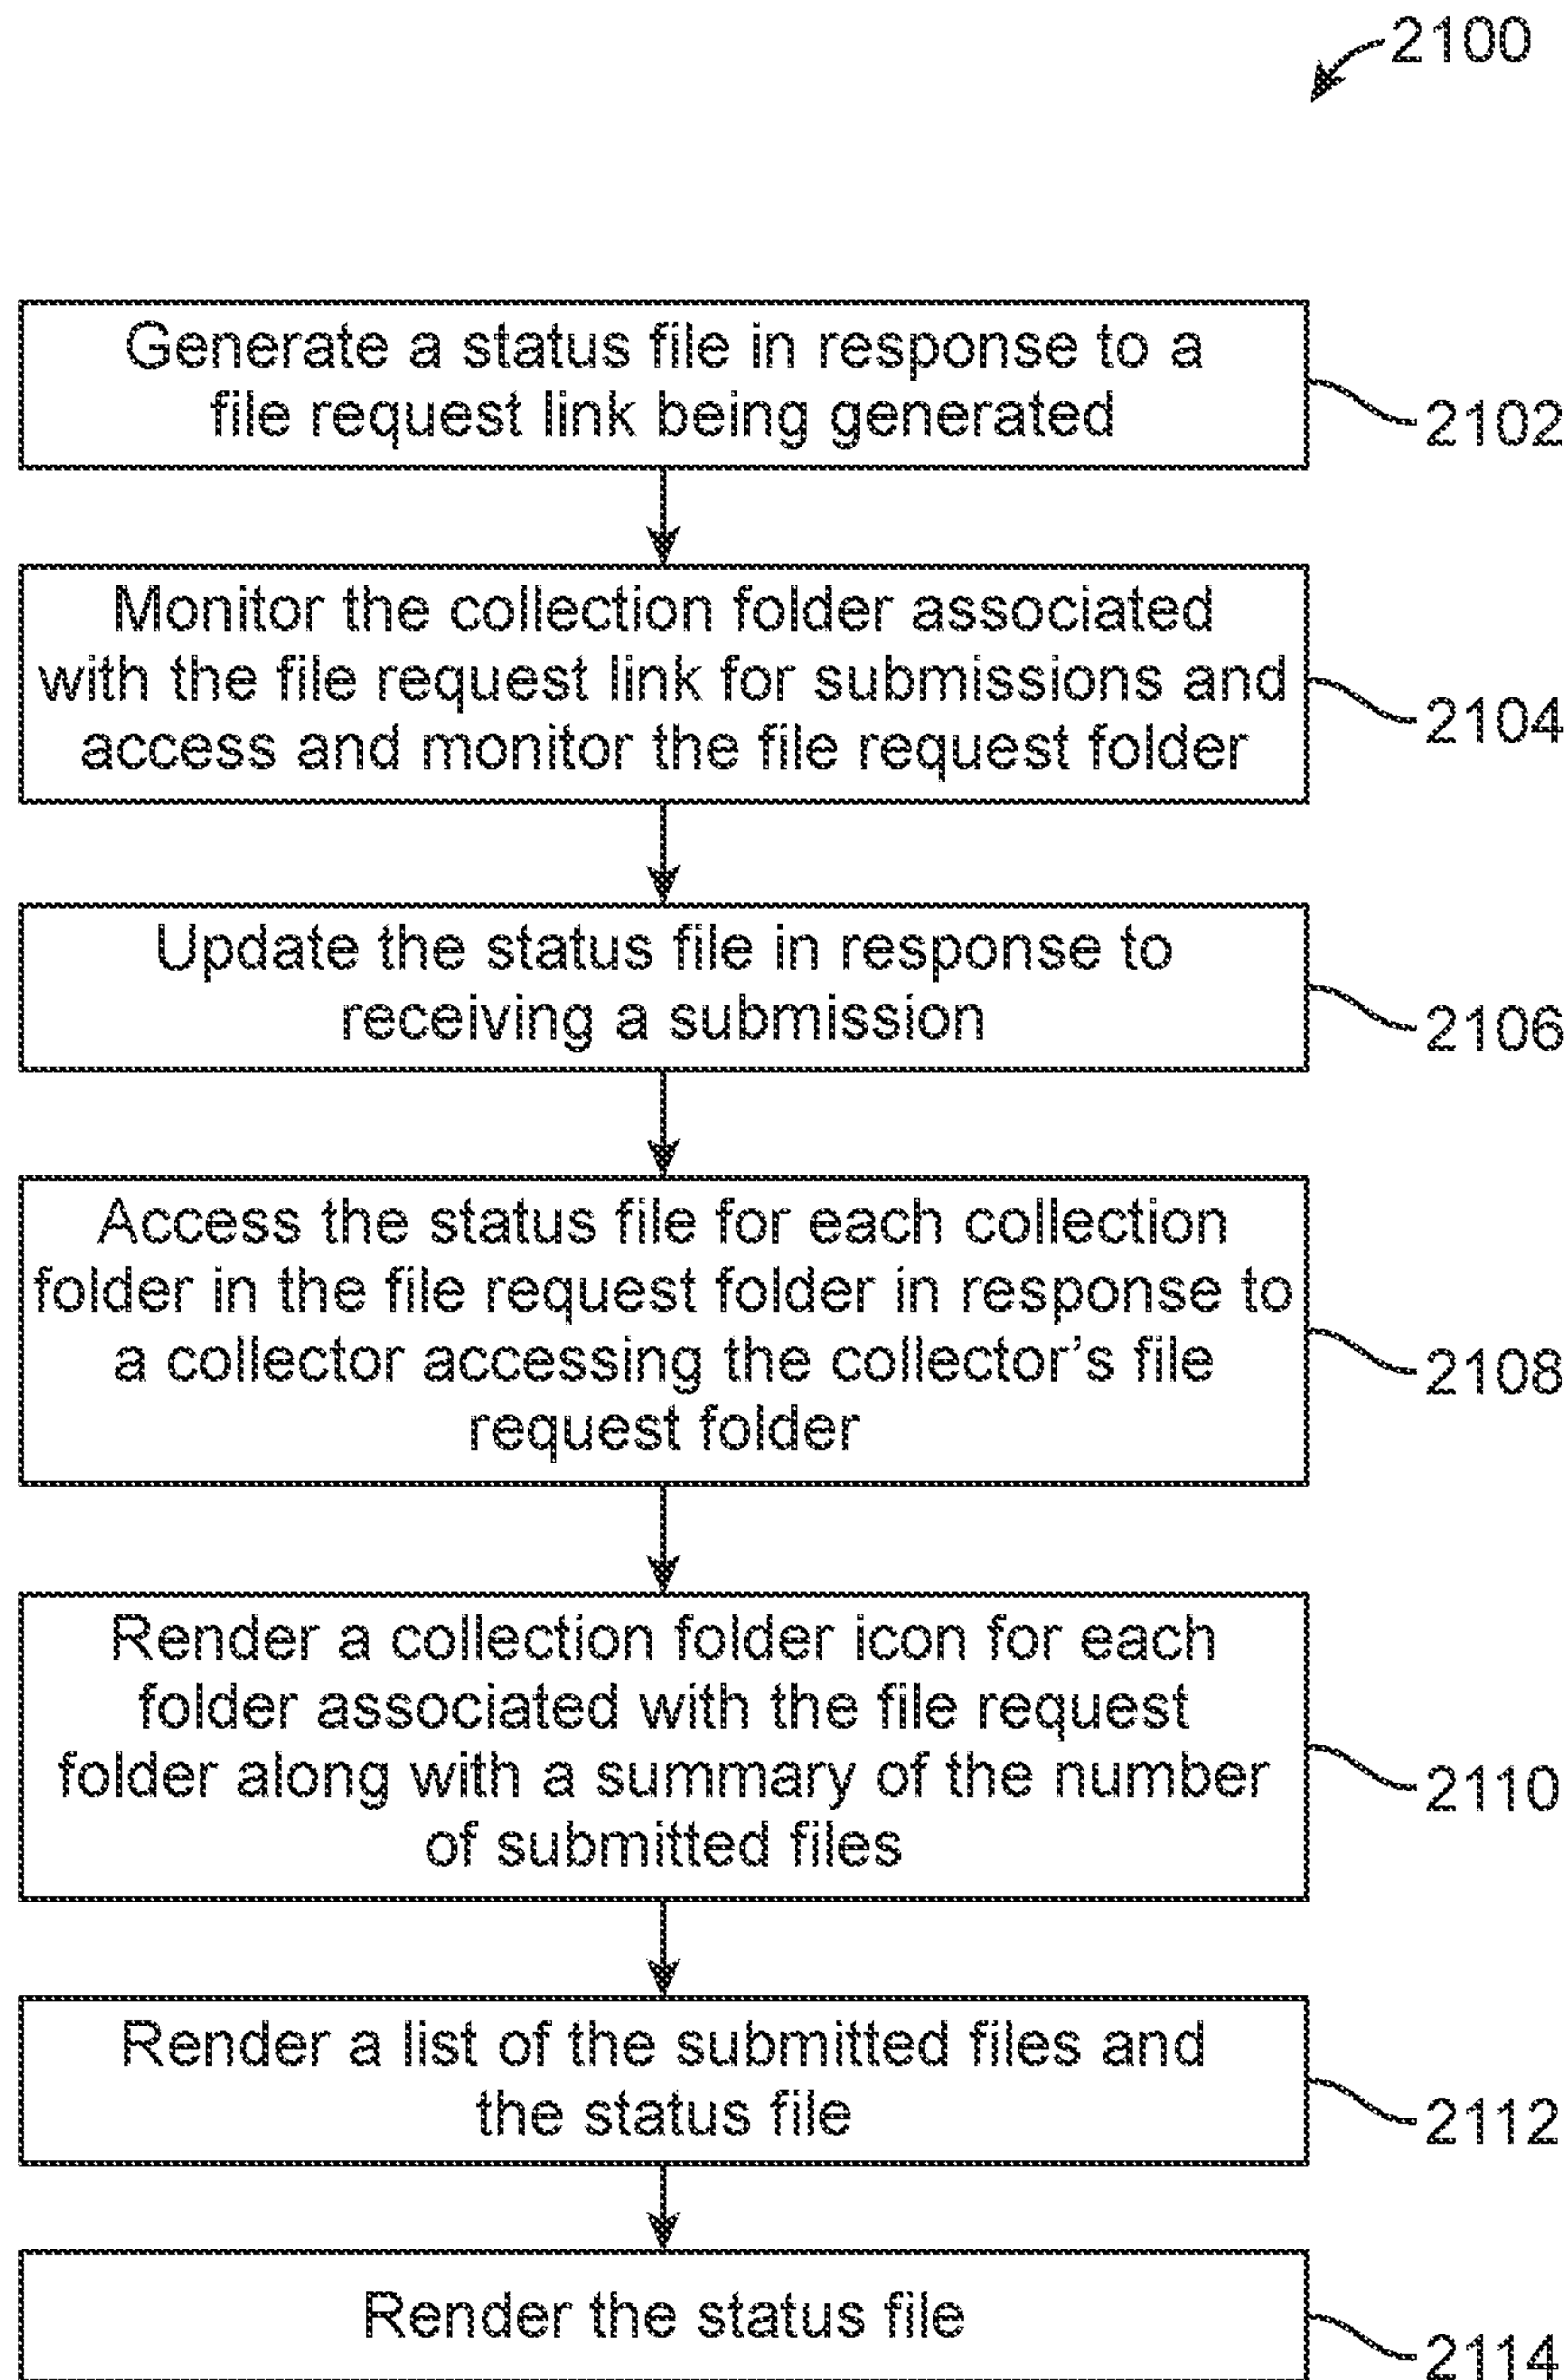 2100
Generate a status file in response to a
file request link being generated
2102
Monitor the collection folder associated
with the file request link for submissions and
access and monitor the file request folder
2104
Update the status file in response to
receiving a submission
2106
Access the status file for each collection
folder in the file request folder in response to
a collector accessing the collector's file
request folder
2108
Render a collection folder icon for each
folder associated with the file request
folder along with a summary of the number
of submitted files
2110
Render a list of the submitted files and
the status file
2112
Render the status file
2114